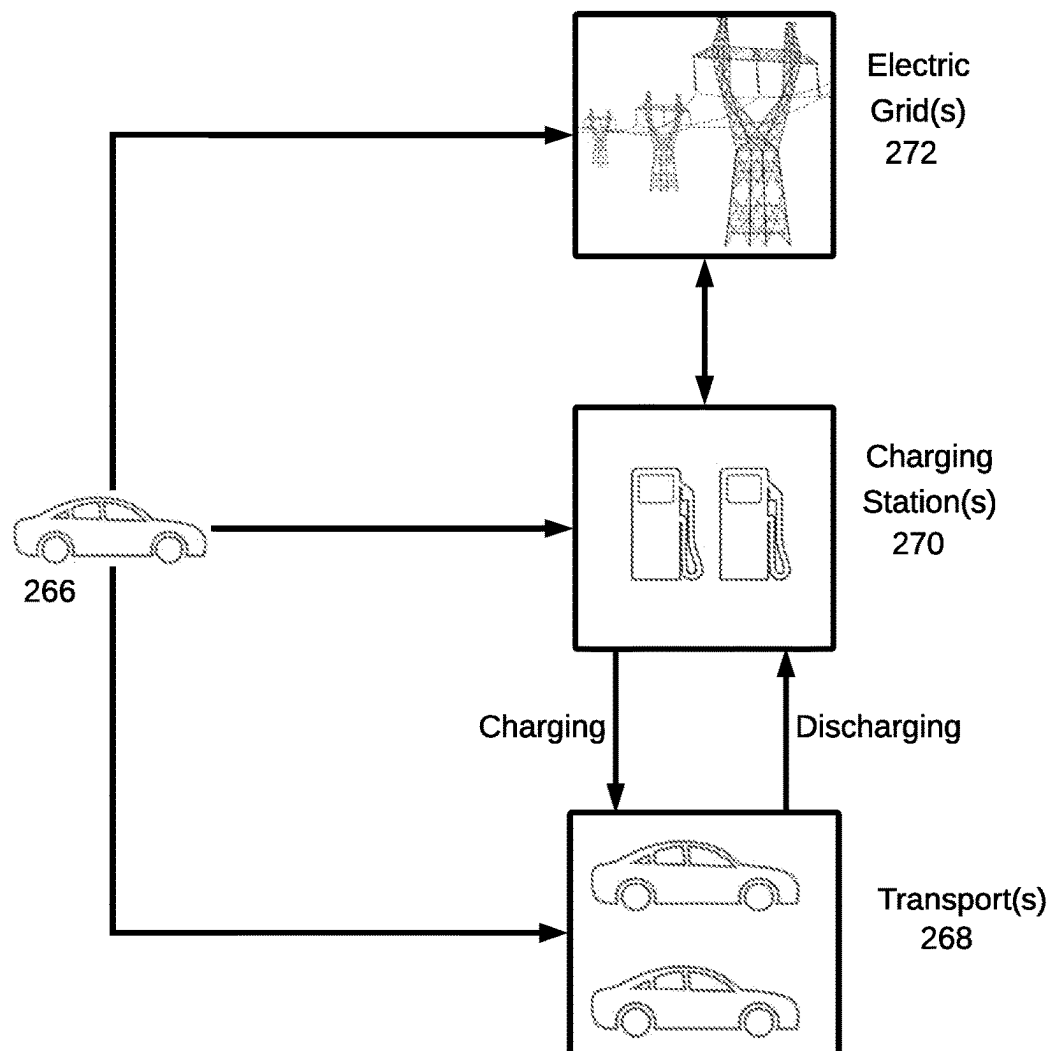 Electric
Grid(s)
272
Charging
Station(s)
270
266
Charging
Discharging
Transport(s)
268